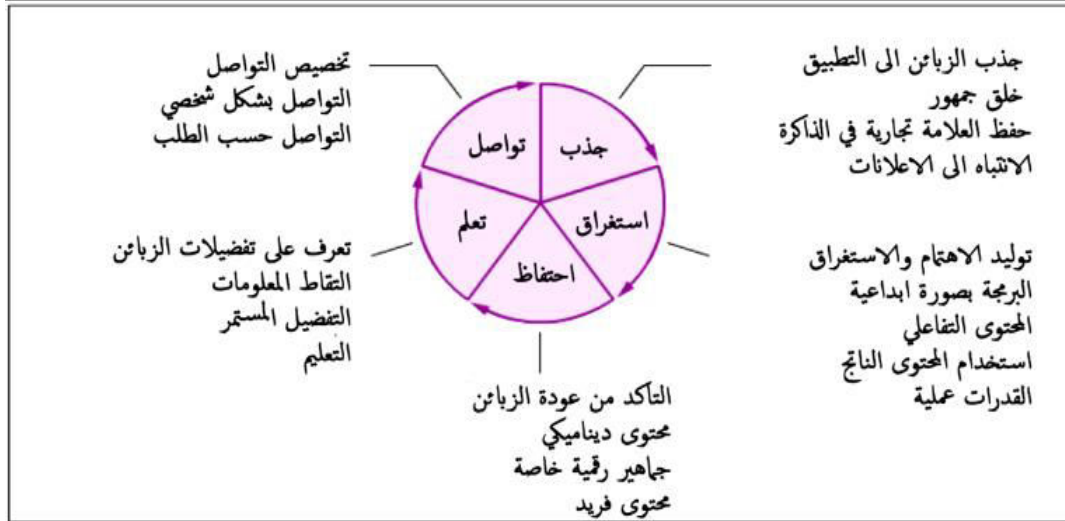 جذب الزبائن الى التطبيق
خلق جمهور
حفظ العلامة تجارية في الذاكرة
الانتباه الى الاعلانات
تخصيص التواصل
التواصل بشكل شخصي
التواصل حسب الطلب
جذب
تواصل
استغراق
تعلم
احتفاظ
توليد الاهتمام والاستغراق
البرمجة بصورة ابداعية
المحتوى التفاعلي
استخدام المحتوى الناتج
القدرات عملية
تعرف على تفضيلات الزبائن
التقاط المعلومات
التفضيل المستمر
التعليم
التأكد من عودة الزبائن
محتوى ديناميكي
جماهير رقمية خاصة
محتوى فريد